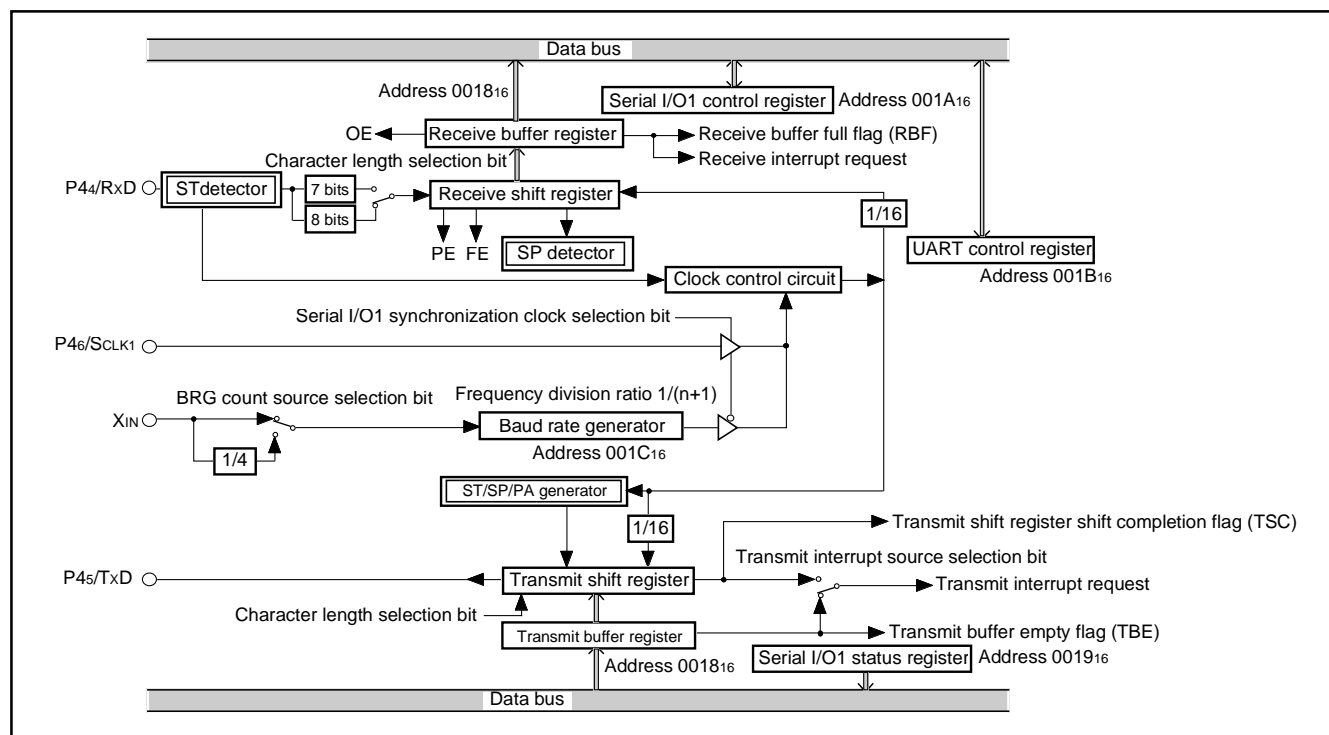 Data bus
Address 001816
Serial I/O1 control register
Address 001A16
OE
Receive buffer register
Receive buffer full flag (RBF)
Character length selection bit
Receive interrupt request
P44/RXD
STdetector
7 bits
Receive shift register
8 bits
1/16
PE FE
SP detector
UART control register
Clock control circuit
Address 001B16
Serial I/O1 synchronization clock selection bit
P46/SCLK1
BRG count source selection bit
Frequency division ratio 1/(n+1)
XIN
Baud rate generator
1/4
Address 001C16
ST/SP/PA generator
1/16
Transmit shift register shift completion flag (TSC)
Transmit interrupt source selection bit
P45/TXD
Transmit shift register
Transmit interrupt request
Character length selection bit
Transmit buffer register
Transmit buffer empty flag (TBE)
Address 001816
Serial I/O1 status register
Address 001916
Data bus